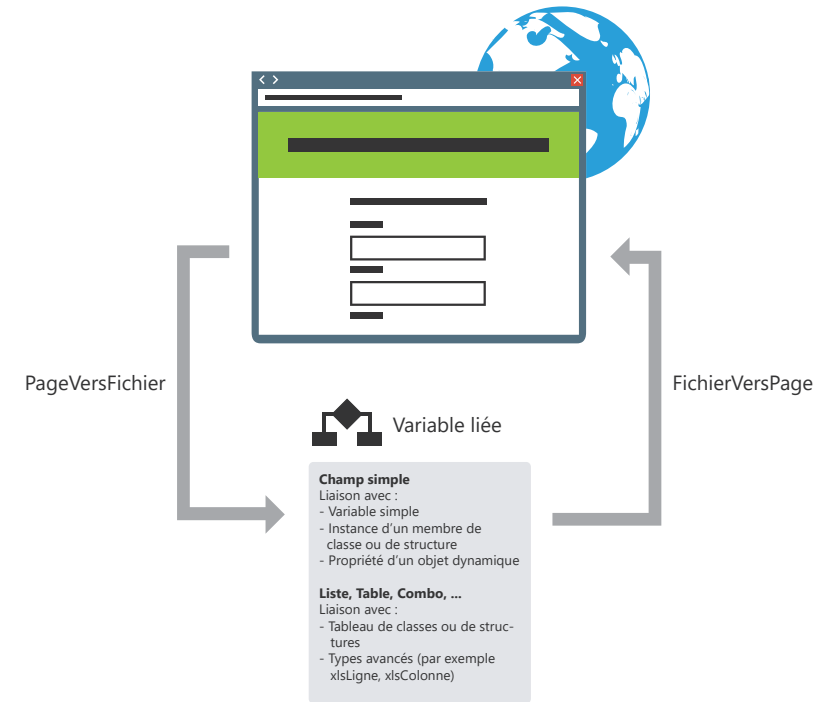 PageVersFichier
FichierVersPage
Variable liée
Champ simple
Liaison avec :
- Variable simple
- Instance d'un membre de
classe ou de structure
- Propriété d'un objet dynamique
Liste, Table, Combo, ...
Liaison avec :
- Tableau de classes ou de struc-
tures
- Types avancés (par exemple
xlsLigne, xlsColonne)